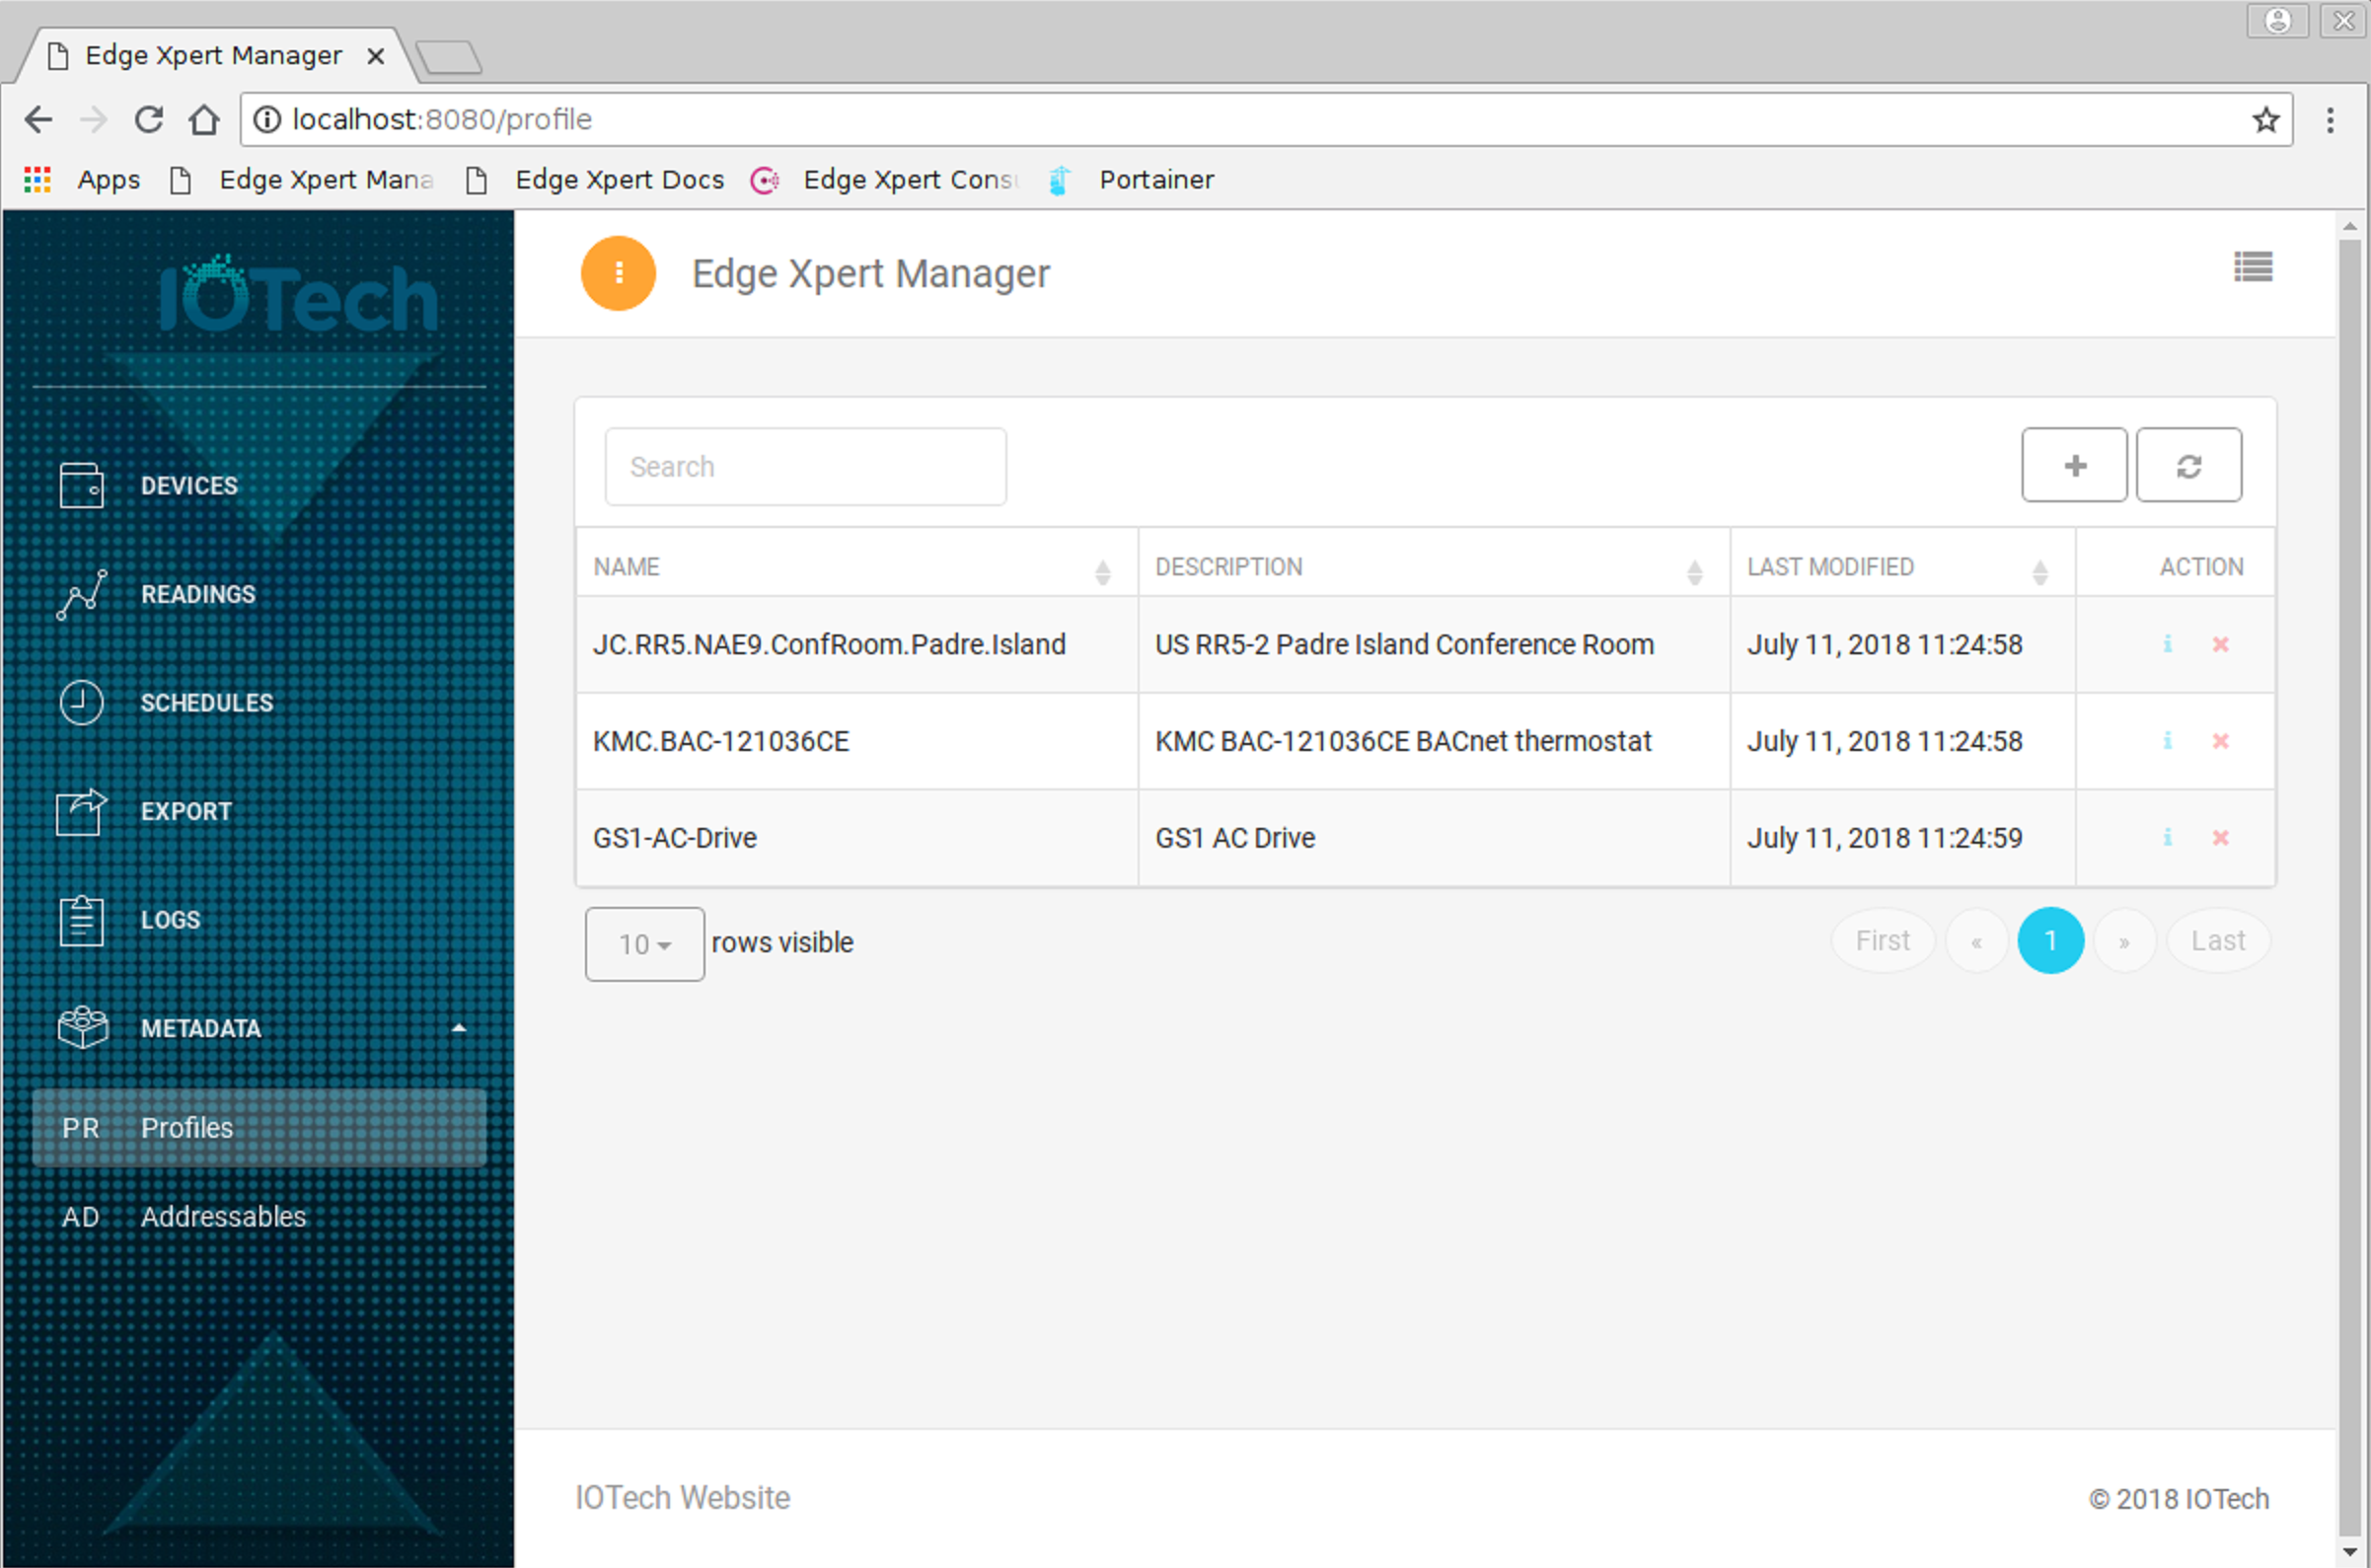 Edge Xpert Manager
localhost:8080/profile
Apps Edge Xpert Mana Edge Xpert Docs Edge Xpert Cons Portainer
IOTech
Edge Xpert Manager
DEVICES
READINGS
SCHEDULES
EXPORT
LOGS
METADATA
PR Profiles
AD Addressables
Search
NAME DESCRIPTION LAST MODIFIED ACTION
JC.RR5.NAE9.ConfRoom.Padre.Island US RR5-2 Padre Island Conference Room July 11, 2018 11:24:58
KMC.BAC-121036CE KMC BAC-121036CE BACnet thermostat July 11, 2018 11:24:58
GS1-AC-Drive GS1 AC Drive July 11, 2018 11:24:59
10 rows visible First « 1 » Last
IOTech Website © 2018 IOTech